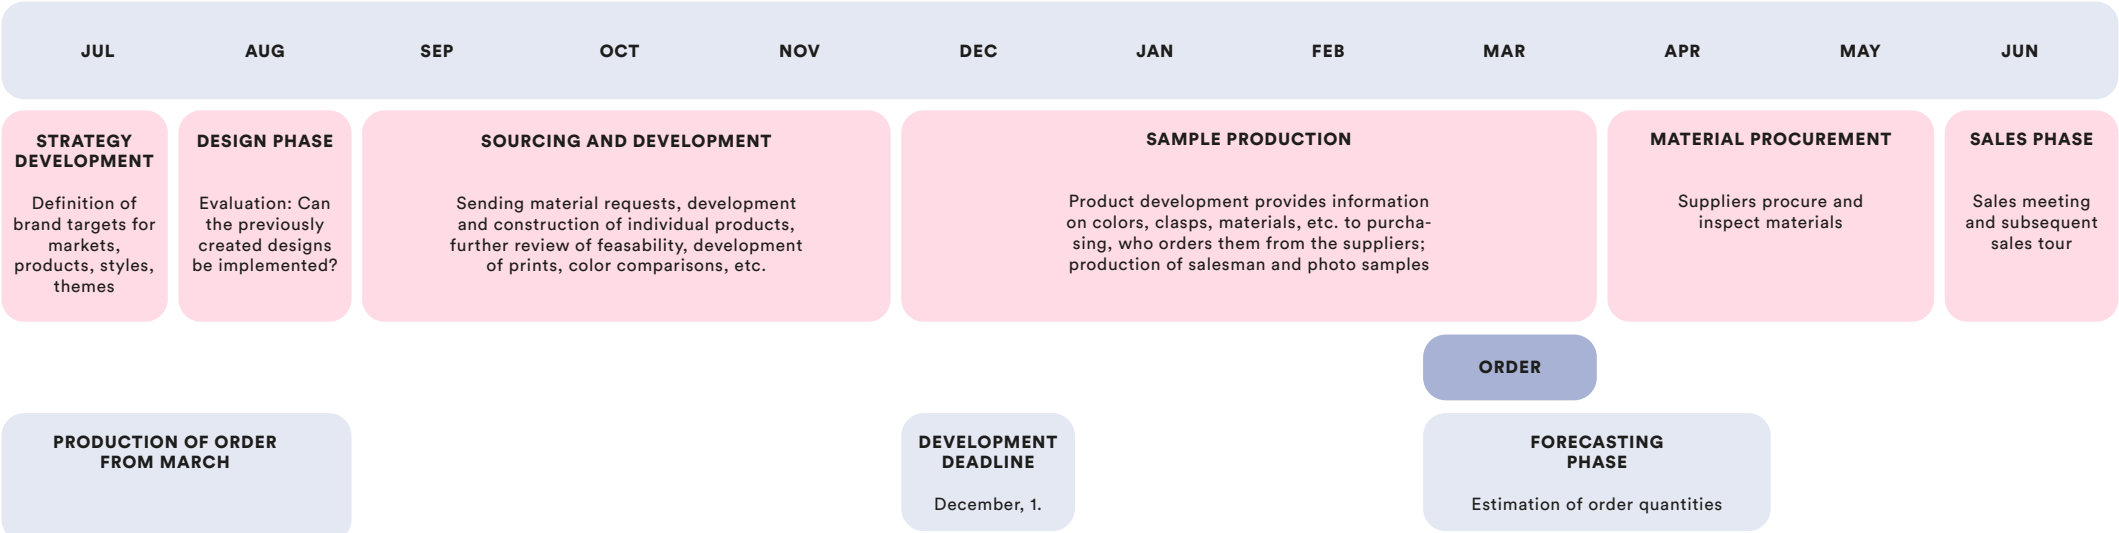 JUL AUG SEP OCT NOV DEC JAN FEB MAR APR MAY JUN
STRATEGY
DEVELOPMENT
Definition of
brand targets for
markets,
products, styles,
themes
DESIGN PHASE
Evaluation: Can
the previously
created designs
be implemented?
SOURCING AND DEVELOPMENT
Sending material requests, development
and construction of individual products,
further review of feasability, development
of prints, color comparisons, etc.
SAMPLE PRODUCTION
Product development provides information
on colors, clasps, materials, etc. to purcha-
sing, who orders them from the suppliers;
production of salesman and photo samples
MATERIAL PROCUREMENT
Suppliers procure and
inspect materials
SALES PHASE
Sales meeting
and subsequent
sales tour
ORDER
PRODUCTION OF ORDER
FROM MARCH
DEVELOPMENT
DEADLINE
December, 1.
FORECASTING
PHASE
Estimation of order quantities